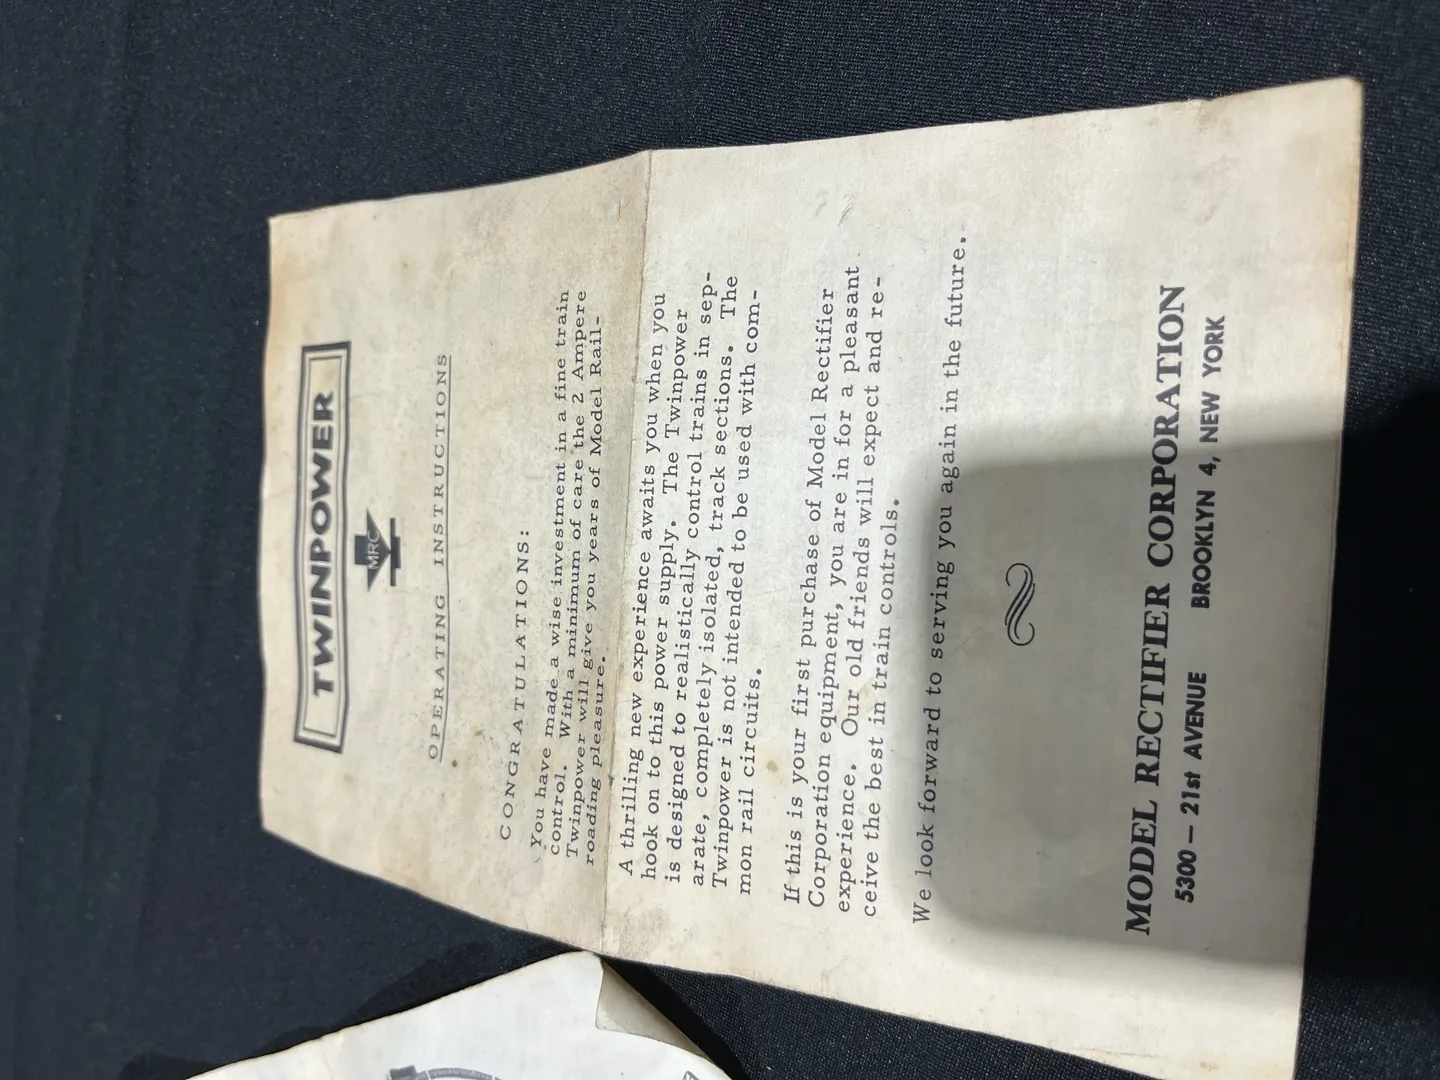 TWINPOWER
MRC
OPERATING INSTRUCTIONS
CONGRATULATIONS:
You have made a wise investment in a fine train
control. With a minimum of care the 2 Ampere
Twinpower will give you years of Model Rail-
roading pleasure.
A thrilling new experience awaits you when you
hook on to this power supply. The Twinpower
is designed to realistically control trains in sep-
arate, completely isolated, track sections. The
Twinpower is not intended to be used with com-
mon rail circuits.
If this is your first purchase of Model Rectifier
Corporation equipment, you are in for a pleasant
experience. Our old friends will expect and re-
ceive the best in train controls.
We look forward to serving you again in the future.
MODEL RECTIFIER CORPORATION
5300 — 21st AVENUE BROOKLYN 4, NEW YORK